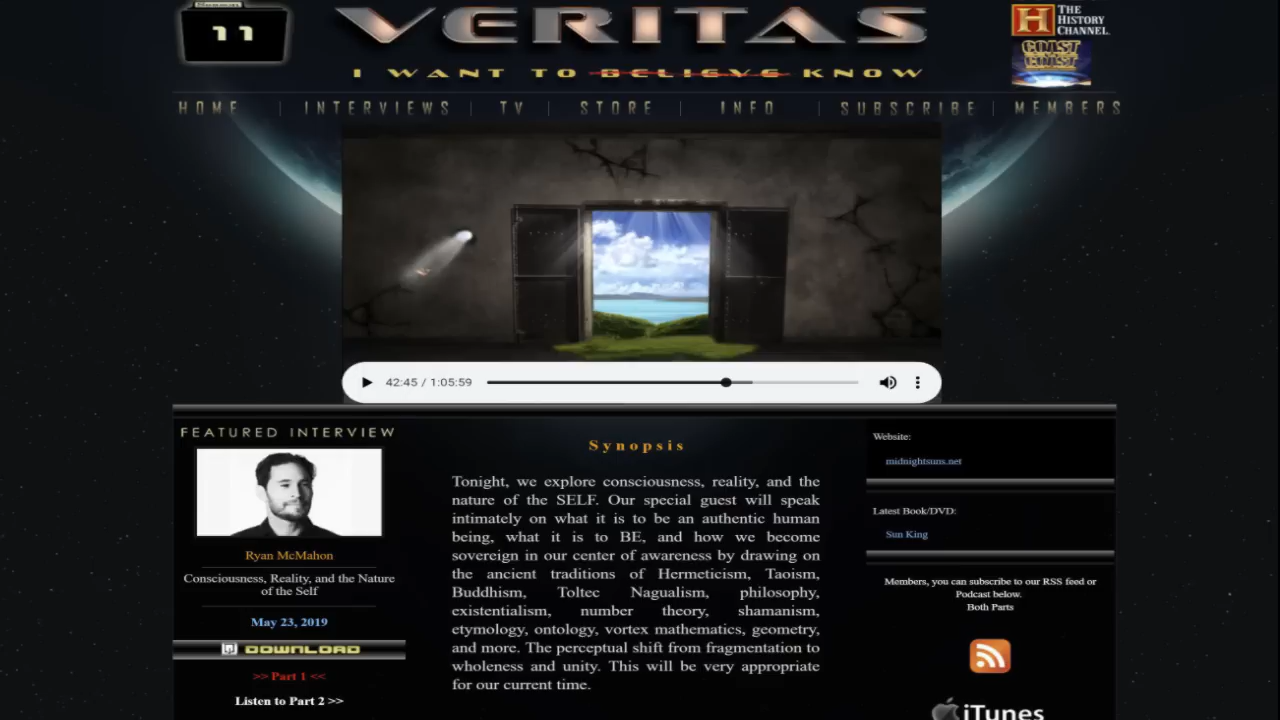 11
VERITAS
I WANT TO BELIEVE KNOW
H THE HISTORY CHANNEL.
COAST
COAST
HOME | INTERVIEWS | TV | STORE | INFO | SUBSCRIBE | MEMBERS
42:45 / 1:05:59
FEATURED INTERVIEW
Ryan McMahon
Consciousness, Reality, and the Nature
of the Self
May 23, 2019
DOWNLOAD
>> Part 1 <<
Listen to Part 2 >>
Synopsis
Tonight, we explore consciousness, reality, and the
nature of the SELF. Our special guest will speak
intimately on what it is to be an authentic human
being, what it is to BE, and how we become
sovereign in our center of awareness by drawing on
the ancient traditions of Hermeticism, Taoism,
Buddhism, Toltec Nagualism, philosophy,
existentialism, number theory, shamanism,
etymology, ontology, vortex mathematics, geometry,
and more. The perceptual shift from fragmentation to
wholeness and unity. This will be very appropriate
for our current time.
Website:
midnightsuns.net
Latest Book/DVD:
Sun King
Members, you can subscribe to our RSS feed or
Podcast below.
Both Parts
iTunes